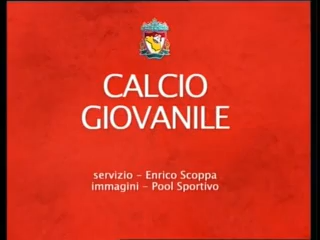 CALCIO
GIOVANILE
servizio - Enrico Scoppa
immagini - Pool Sportivo